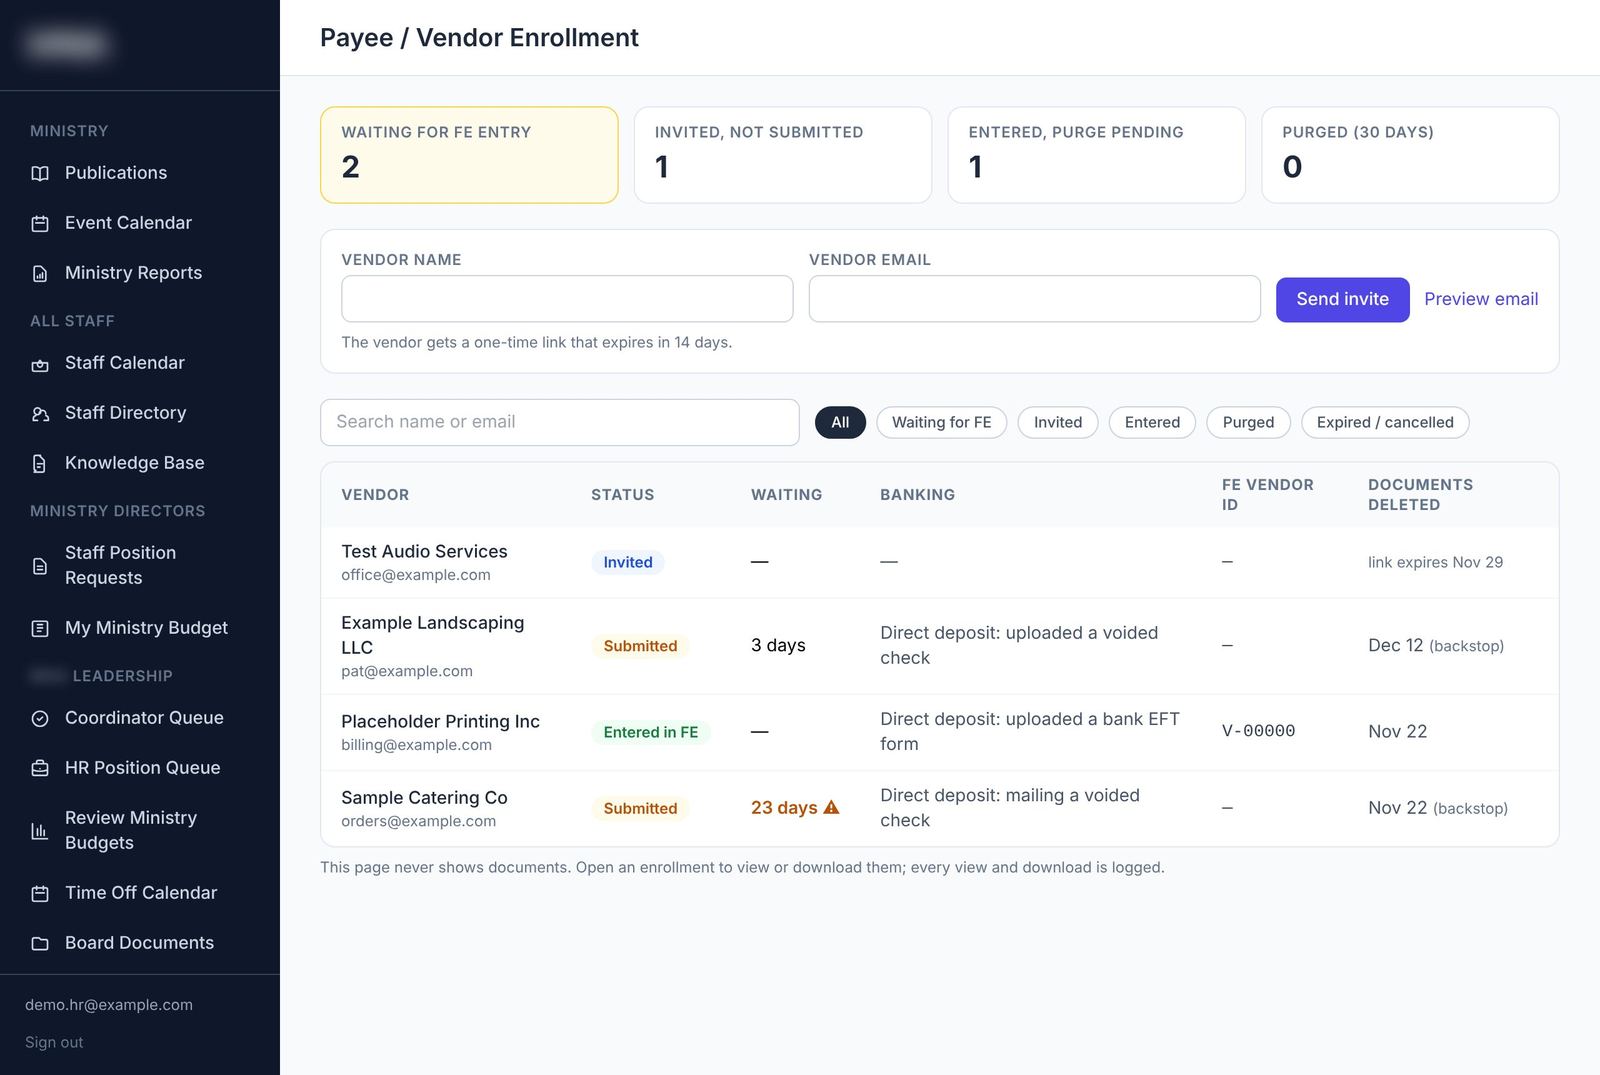 MINISTRY
Publications
Event Calendar
Ministry Reports
ALL STAFF
Staff Calendar
Staff Directory
Knowledge Base
MINISTRY DIRECTORS
Staff Position
Requests
My Ministry Budget
LEADERSHIP
Coordinator Queue
HR Position Queue
Review Ministry
Budgets
Time Off Calendar
Board Documents
demo.hr@example.com
Sign out
Payee / Vendor Enrollment
WAITING FOR FE ENTRY
2
INVITED, NOT SUBMITTED
1
ENTERED, PURGE PENDING
1
PURGED (30 DAYS)
0
VENDOR NAME
VENDOR EMAIL
Send invite
Preview email
The vendor gets a one-time link that expires in 14 days.
Search name or email
All
Waiting for FE
Invited
Entered
Purged
Expired / cancelled
VENDOR
STATUS
WAITING
BANKING
FE VENDOR
ID
DOCUMENTS
DELETED
Test Audio Services
office@example.com
Invited
—
—
—
link expires Nov 29
Example Landscaping
LLC
pat@example.com
Submitted
3 days
Direct deposit: uploaded a voided
check
—
Dec 12 (backstop)
Placeholder Printing Inc
billing@example.com
Entered in FE
—
Direct deposit: uploaded a bank EFT
form
V-00000
Nov 22
Sample Catering Co
orders@example.com
Submitted
23 days ⚠
Direct deposit: mailing a voided
check
—
Nov 22 (backstop)
This page never shows documents. Open an enrollment to view or download them; every view and download is logged.